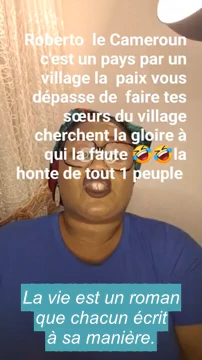 Roberto  le Cameroun
c'est un pays par un
village la  paix vous
dépasse de  faire tes
sœurs du village
cherchent la gloire à
qui la faute 🤣🤣la
honte de tout 1 peuple
La vie est un roman
que chacun écrit
à sa manière.